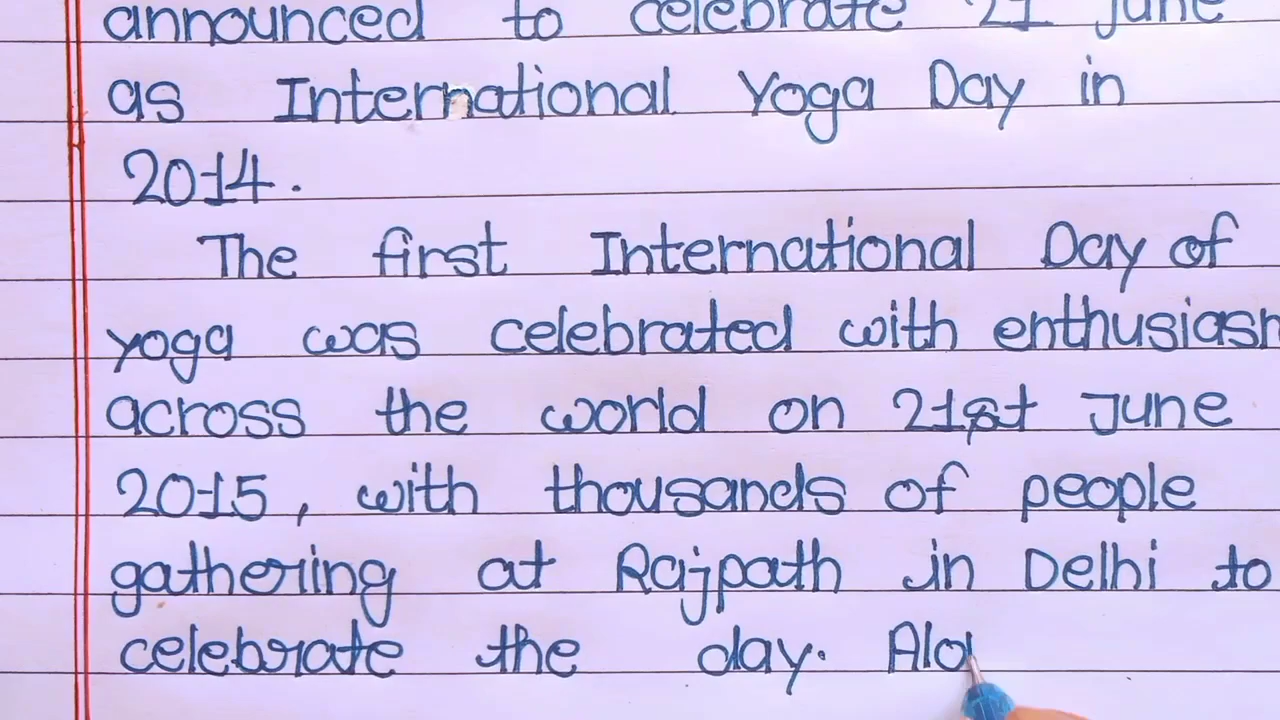 announced to celebrate 21 June
as International Yoga Day in
2014.
The first International Day of
yoga was celebrated with enthusiasm
across the world on 21st June
2015, with thousands of people
gathering at Rajpath in Delhi to
celebrate the day. Alo